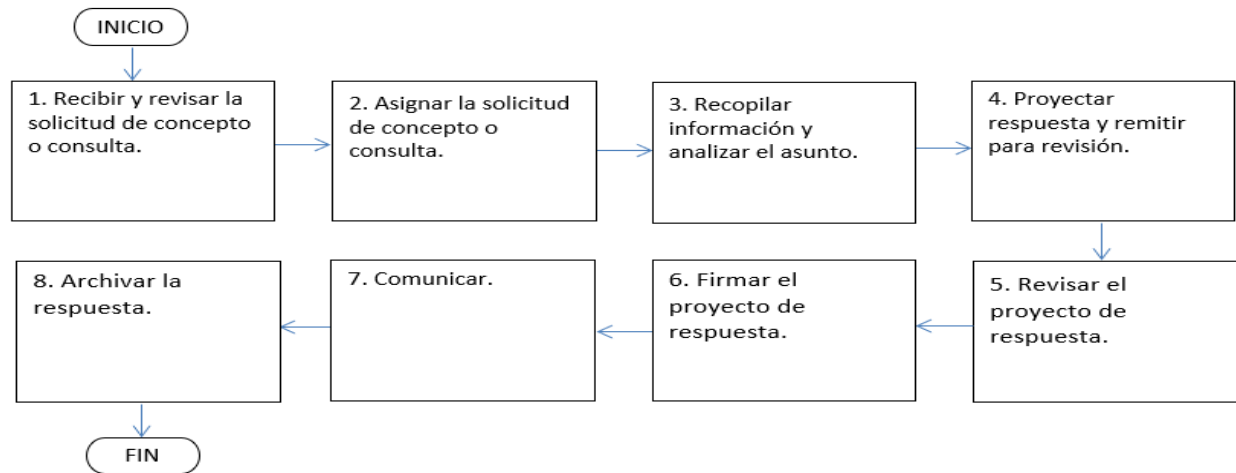 INICIO
1. Recibir y revisar la
solicitud de concepto
o consulta.
2. Asignar la solicitud
de concepto o
consulta.
3. Recopilar
información y
analizar el asunto.
4. Proyectar
respuesta y remitir
para revisión.
5. Revisar el
proyecto de
respuesta.
6. Firmar el
proyecto de
respuesta.
7. Comunicar.
8. Archivar la
respuesta.
FIN